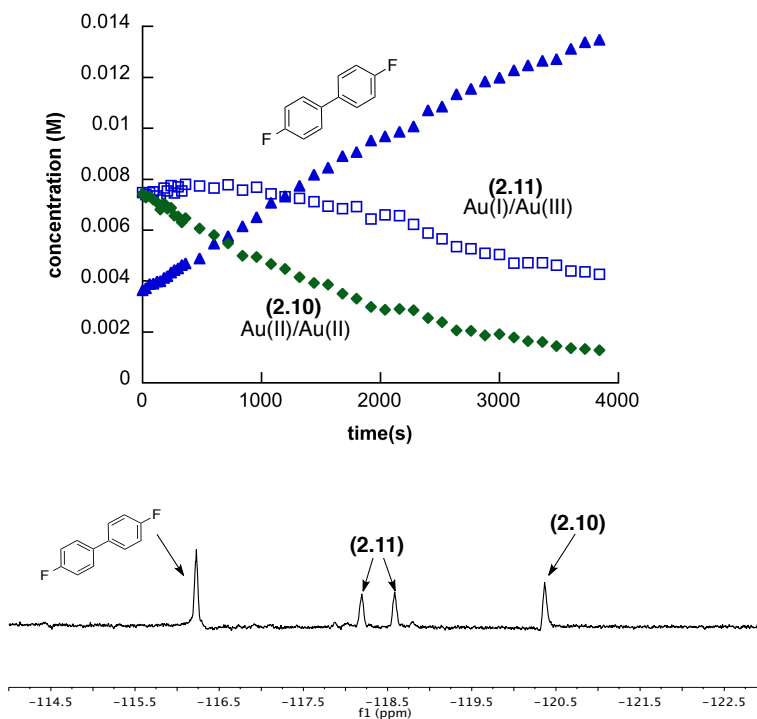 0.014
0.012
0.01
0.008
0.006
0.004
0.002
0
concentration (M)
F
F
(2.11)
Au(I)/Au(III)
(2.10)
Au(II)/Au(II)
0 1000 2000 3000 4000
time(s)
F
F
(2.11)
(2.10)
-114.5 -115.5 -116.5 -117.5 -118.5 -119.5 -120.5 -121.5 -122.5
f1 (ppm)